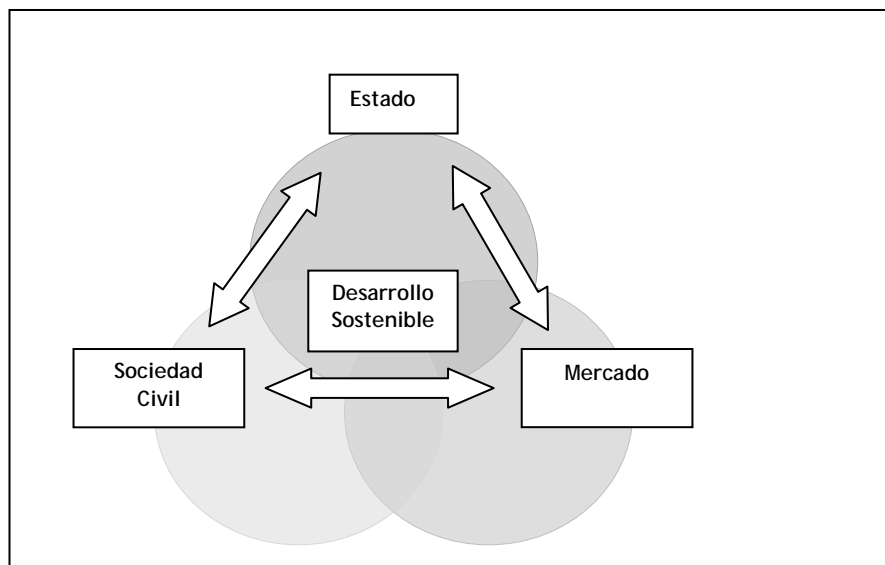 Estado
Desarrollo
Sostenible
Sociedad
Civil
Mercado